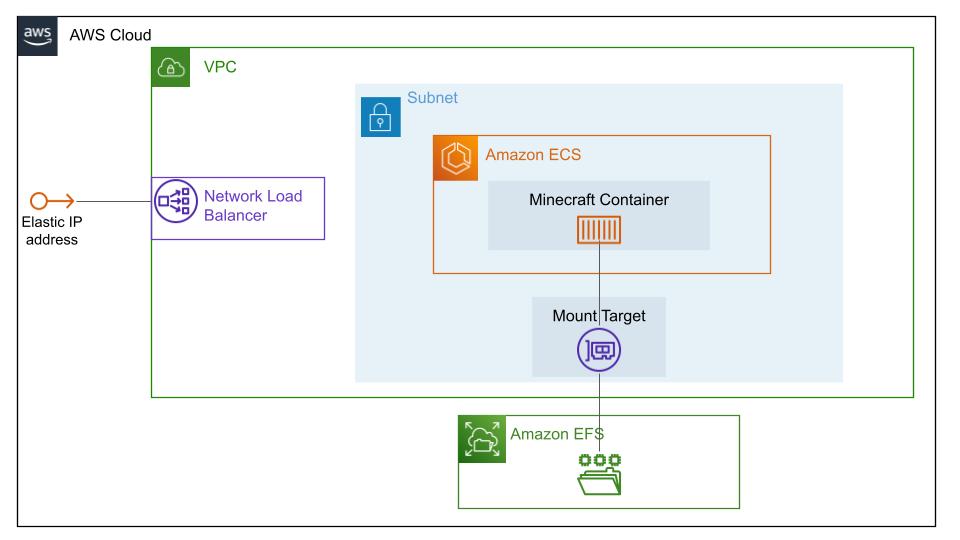 aws
AWS Cloud
VPC
Subnet
Amazon ECS
Minecraft Container
Network Load
Balancer
Elastic IP
address
Mount Target
Amazon EFS